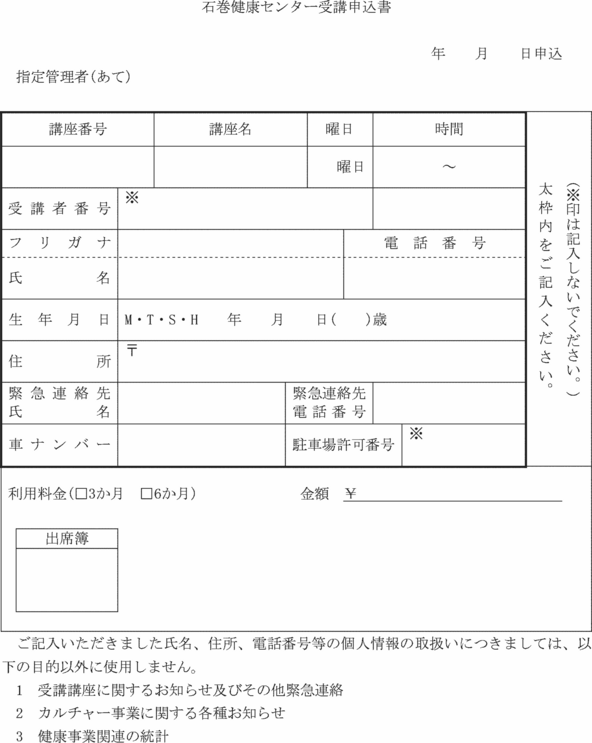 石巻健康センター受講申込書
年　　月　　日申込
指定管理者(あて)
講座番号　講座名　曜日　時間
曜日　～
受講者番号　※
フリガナ　電話番号
氏　　名
生年月日　M・T・S・H　　年　　月　　日(　　)歳
住　　所　〒
緊急連絡先　緊急連絡先
氏　　名　電話番号
車ナンバー　駐車場許可番号　※
太枠内をご記入ください。
(※印は記入しないでください。)
利用料金(□3か月　□6か月)　金額　￥
出席簿
ご記入いただきました氏名、住所、電話番号等の個人情報の取扱いにつきましては、以
下の目的以外に使用しません。
1　受講講座に関するお知らせ及びその他緊急連絡
2　カルチャー事業に関する各種お知らせ
3　健康事業関連の統計